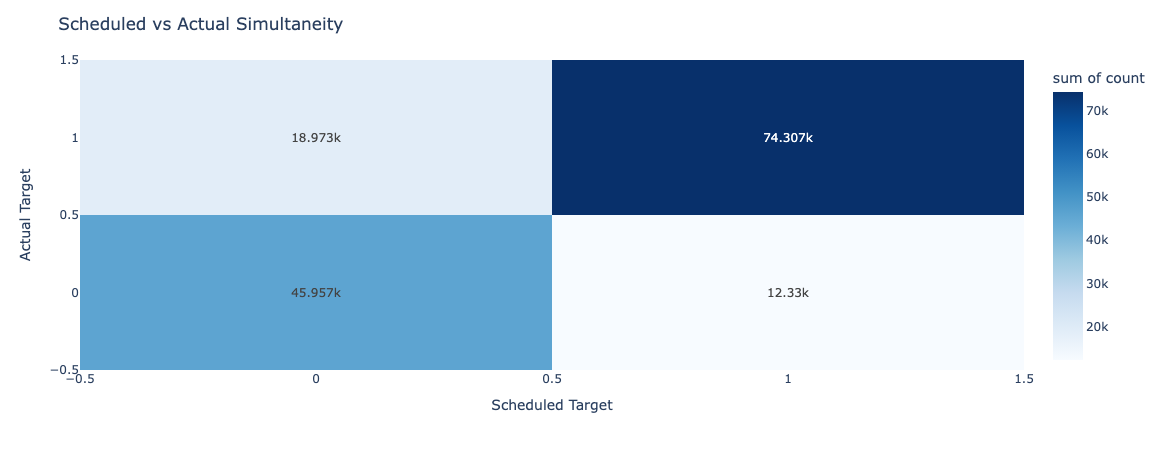 Scheduled vs Actual Simultaneity
sum of count
1.5
1
0.5
0
−0.5
Actual Target
18.973k
74.307k
45.957k
12.33k
−0.5
0
0.5
1
1.5
Scheduled Target
70k
60k
50k
40k
30k
20k